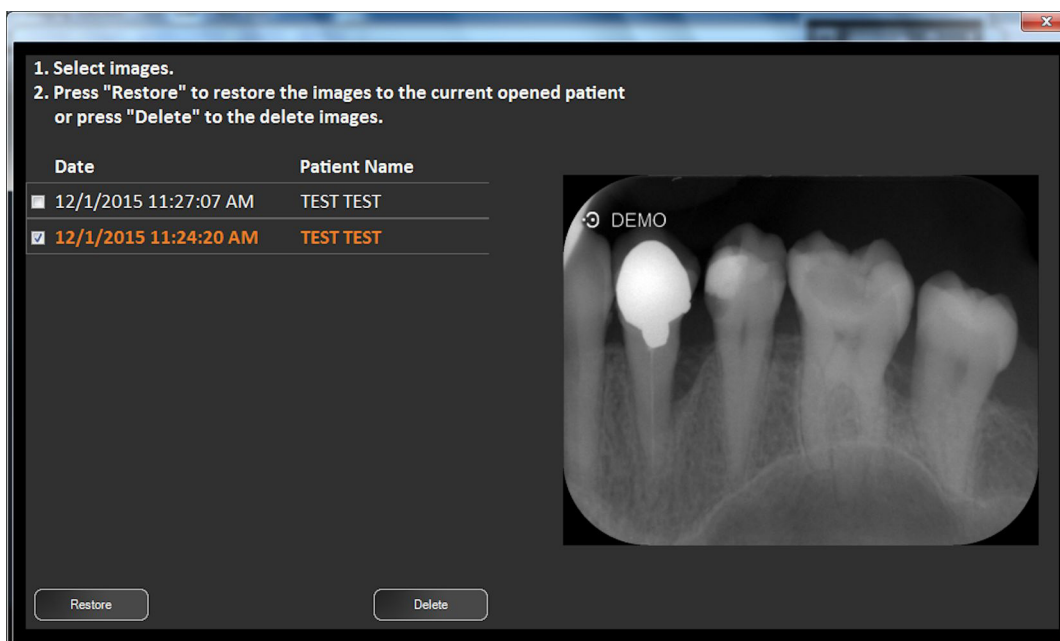 1. Select images.
2. Press "Restore" to restore the images to the current opened patient
or press "Delete" to the delete images.
Date Patient Name
12/1/2015 11:27:07 AM TEST TEST
12/1/2015 11:24:20 AM TEST TEST
DEMO
Restore Delete